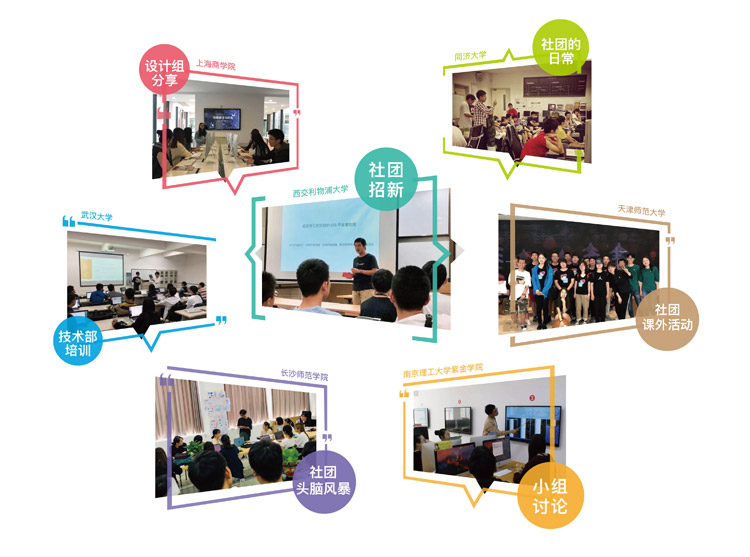 设计组
分享
上海商学院
同济大学
社团的
日常
社团
招新
西交利物浦大学
武汉大学
技术部
培训
天津师范大学
社团
课外活动
长沙师范学院
社团
头脑风暴
南京理工大学紫金学院
小组
讨论